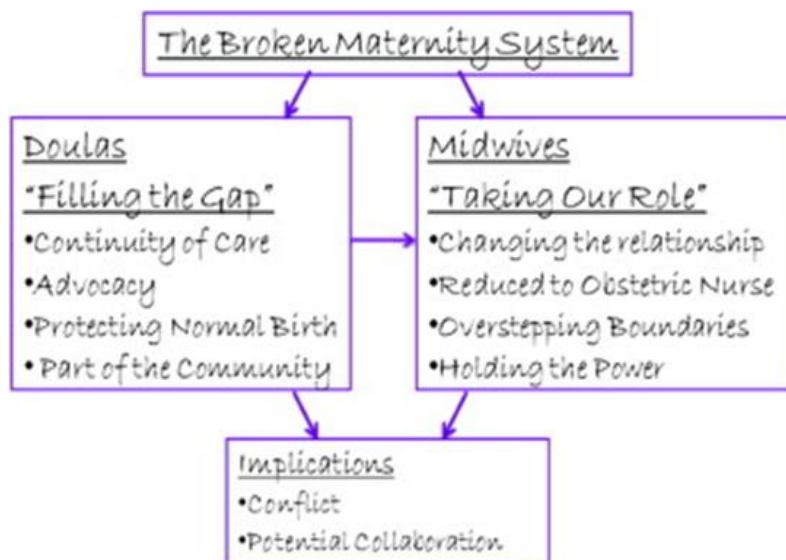 The Broken Maternity System
Doulas
"Filling the Gap"
•Continuity of Care
•Advocacy
•Protecting Normal Birth
• Part of the Community
Midwives
"Taking Our Role"
•Changing the relationship
•Reduced to Obstetric Nurse
•Overstepping Boundaries
•Holding the Power
Implications
•Conflict
•Potential Collaboration